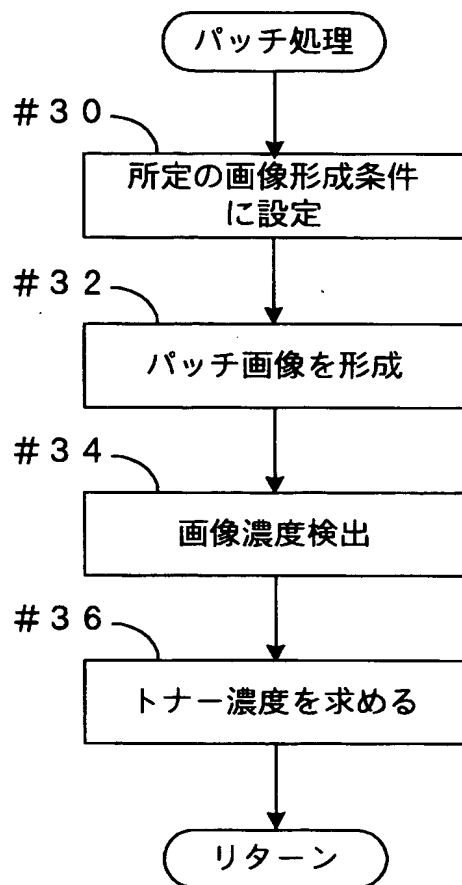 パッチ処理
#30
所定の画像形成条件
に設定
#32
パッチ画像を形成
#34
画像濃度検出
#36
トナー濃度を求める
リターン